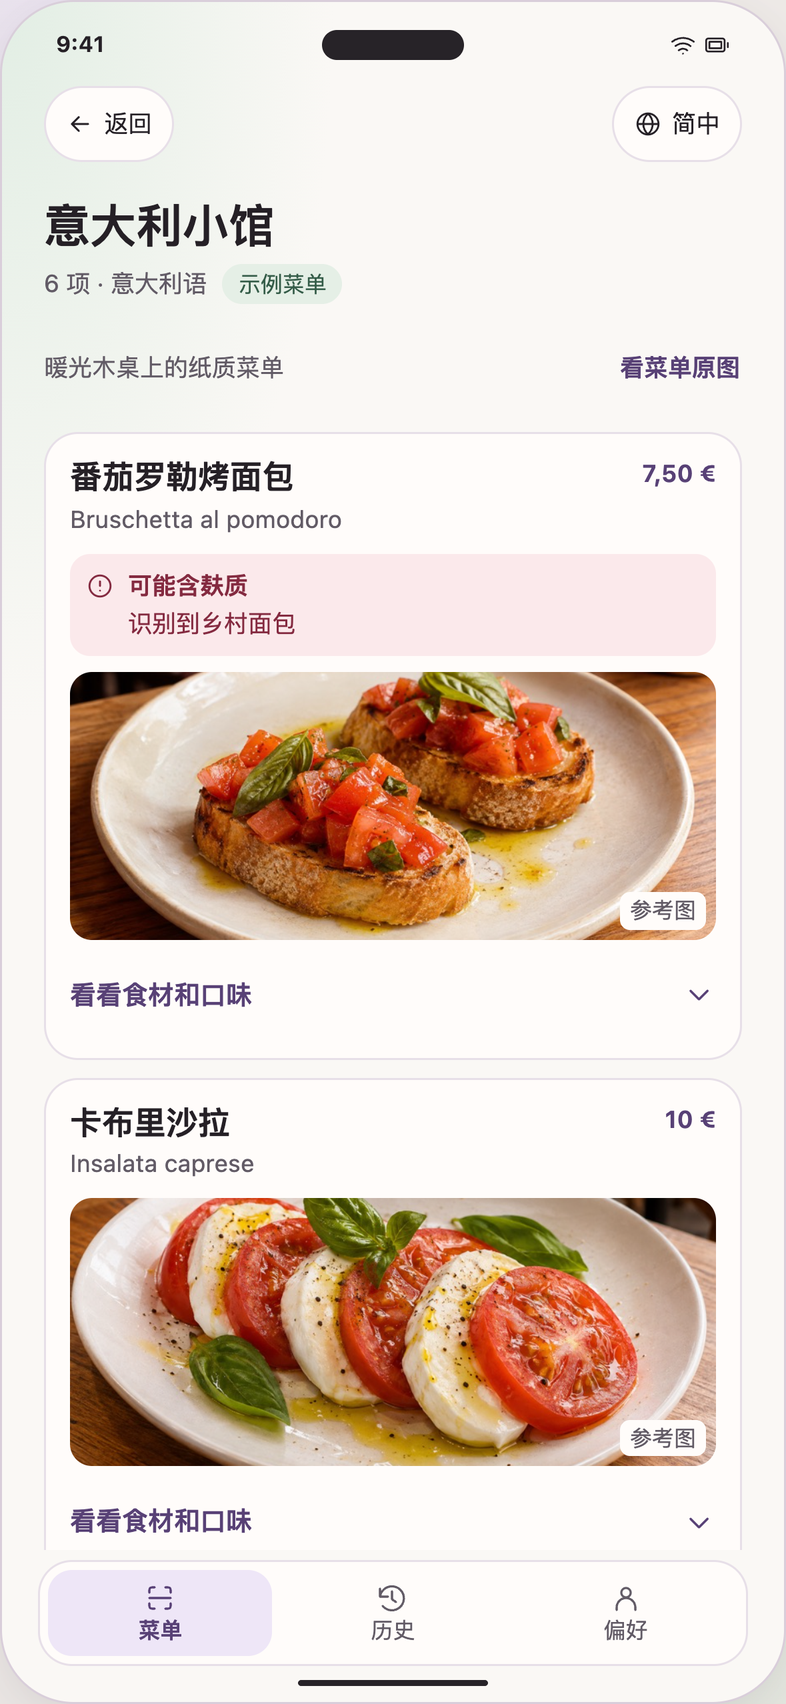 9:41
返回
简中
意大利小馆
6 项 · 意大利语 示例菜单
暖光木桌上的纸质菜单 看菜单原图
番茄罗勒烤面包 7,50 €
Bruschetta al pomodoro
可能含麸质
识别到乡村面包
参考图
看看食材和口味
卡布里沙拉 10 €
Insalata caprese
参考图
看看食材和口味
菜单 历史 偏好